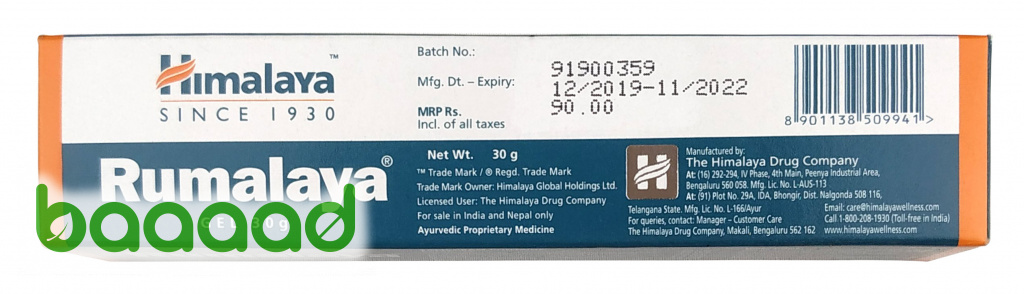 Himalaya™
SINCE 1930
Batch No.:
91900359
Mfg. Dt. – Expiry:
12/2019-11/2022
MRP Rs.
90.00
Incl. of all taxes
8 901138 509941 >
Rumalaya®
GEL 30g
baaaad
Net Wt. 30 g
™ Trade Mark / ® Regd. Trade Mark
Trade Mark Owner: Himalaya Global Holdings Ltd.
Licensed User: The Himalaya Drug Company
For sale in India and Nepal only
Ayurvedic Proprietary Medicine
Manufactured by:
The Himalaya Drug Company
At: (16) 292-294, IV Phase, 4th Main, Peenya Industrial Area,
Bengaluru 560 058. Mfg. Lic. No. L-AUS-113
At: (91) Plot No. 29A, IDA, Bhongir, Dist. Nalgonda 508 116,
Telangana State. Mfg. Lic. No. L-166/Ayur
For queries, contact: Manager – Customer Care
The Himalaya Drug Company, Makali, Bengaluru 562 162
Email: care@himalayawellness.com
Call 1-800-208-1930 (Toll-free in India)
www.himalayawellness.com